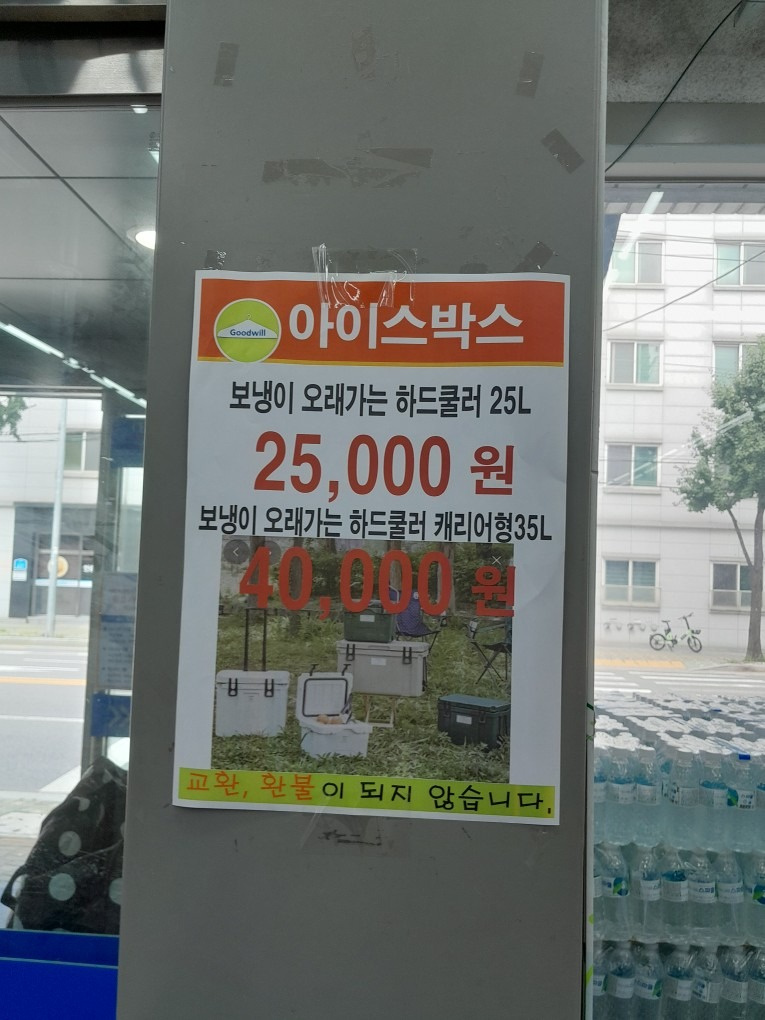 Goodwill
아이스박스
보냉이 오래가는 하드쿨러 25L
25,000 원
보냉이 오래가는 하드쿨러 캐리어형35L
40,000 원
교완, 환불이 되지 않습니다.